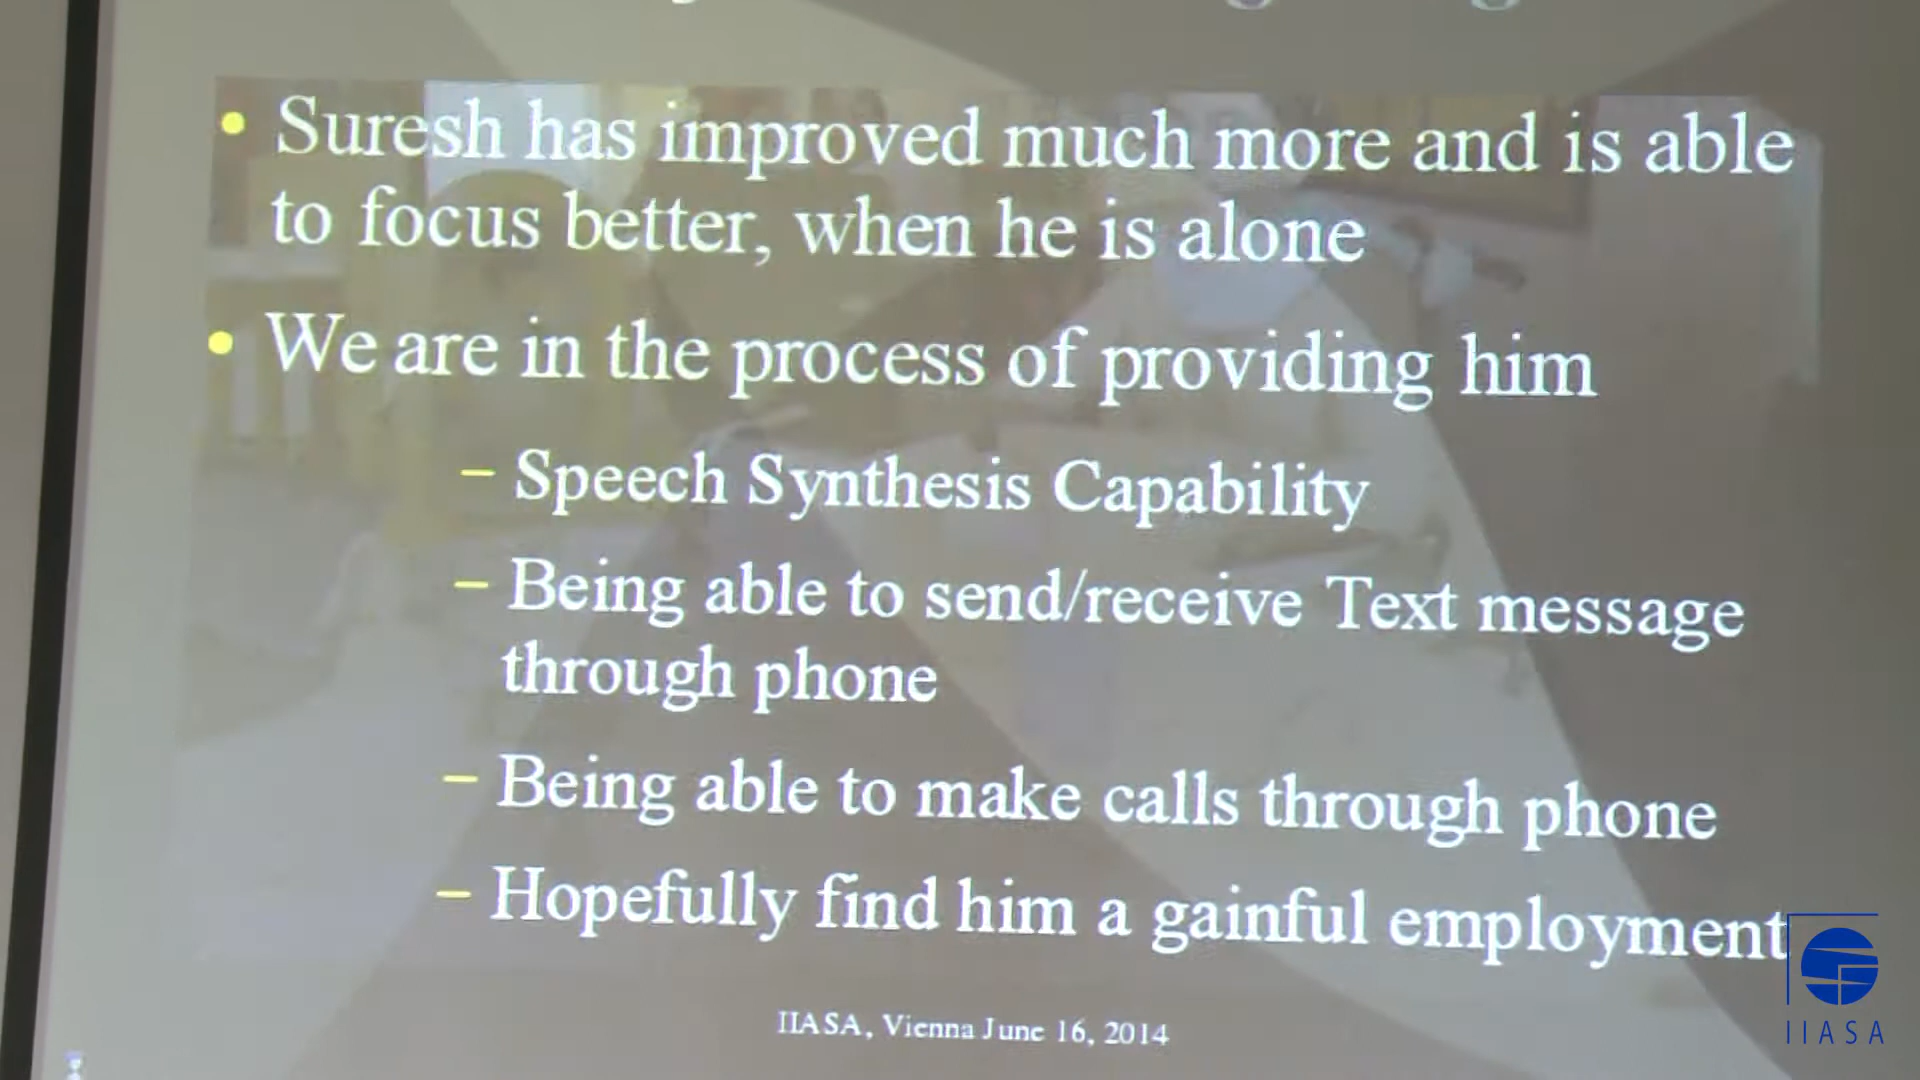 • Suresh has improved much more and is able
to focus better, when he is alone
• We are in the process of providing him
– Speech Synthesis Capability
– Being able to send/receive Text message
through phone
– Being able to make calls through phone
– Hopefully find him a gainful employment
IIASA, Vienna June 16, 2014
IIASA